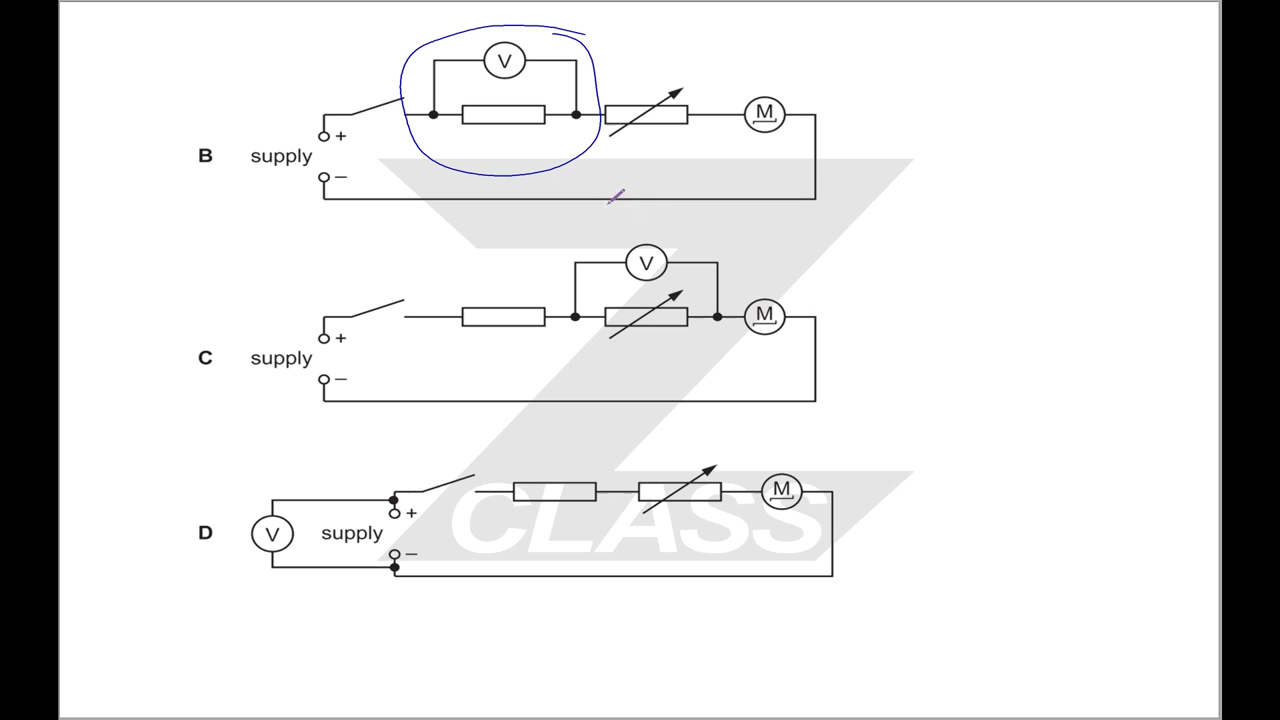 V
M
+
B supply
–
V
M
+
C supply
–
M
+
D V supply
–
CLASS